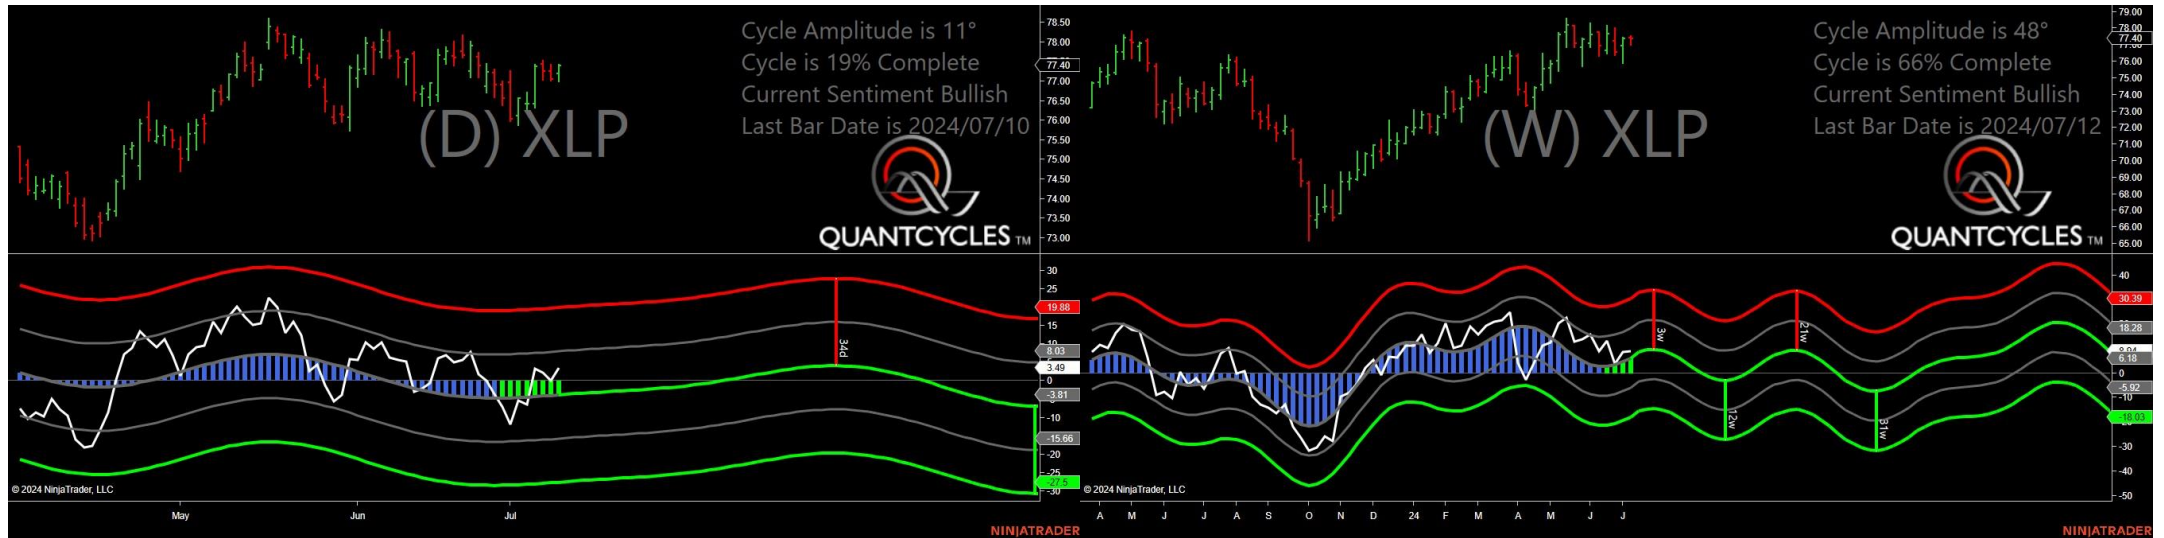 Cycle Amplitude is 11°
Cycle is 19% Complete
Current Sentiment Bullish
Last Bar Date is 2024/07/10
(D) XLP
QUANTCYCLES TM
78.50
78.00
77.40
77.00
76.50
76.00
75.50
75.00
74.50
74.00
73.50
73.00
30
25
19.88
15
8.03
3.49
0
-3.81
-10
-15.66
-20
-25
-27.5
-30
34d
© 2024 NinjaTrader, LLC
May
Jun
Jul
NINJATRADER
Cycle Amplitude is 48°
Cycle is 66% Complete
Current Sentiment Bullish
Last Bar Date is 2024/07/12
(W) XLP
QUANTCYCLES TM
79.00
78.00
77.40
76.00
75.00
74.00
73.00
72.00
71.00
70.00
69.00
68.00
67.00
66.00
65.00
40
30.39
18.28
6.18
0
-5.92
-18.03
-30
-40
-50
3w
12w
21w
31w
© 2024 NinjaTrader, LLC
A M J J A S O N D 24 F M A M J J
NINJATRADER